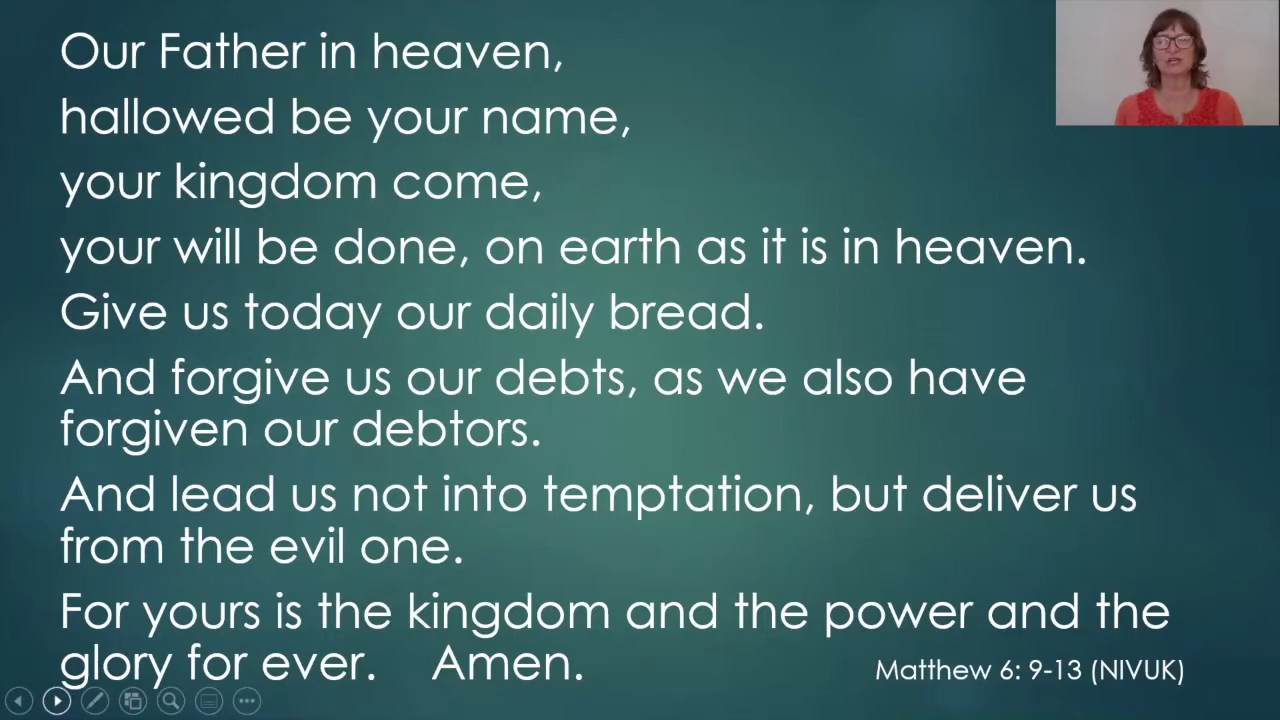 Our Father in heaven,
hallowed be your name,
your kingdom come,
your will be done, on earth as it is in heaven.
Give us today our daily bread.
And forgive us our debts, as we also have
forgiven our debtors.
And lead us not into temptation, but deliver us
from the evil one.
For yours is the kingdom and the power and the
glory for ever. Amen.
Matthew 6: 9-13 (NIVUK)